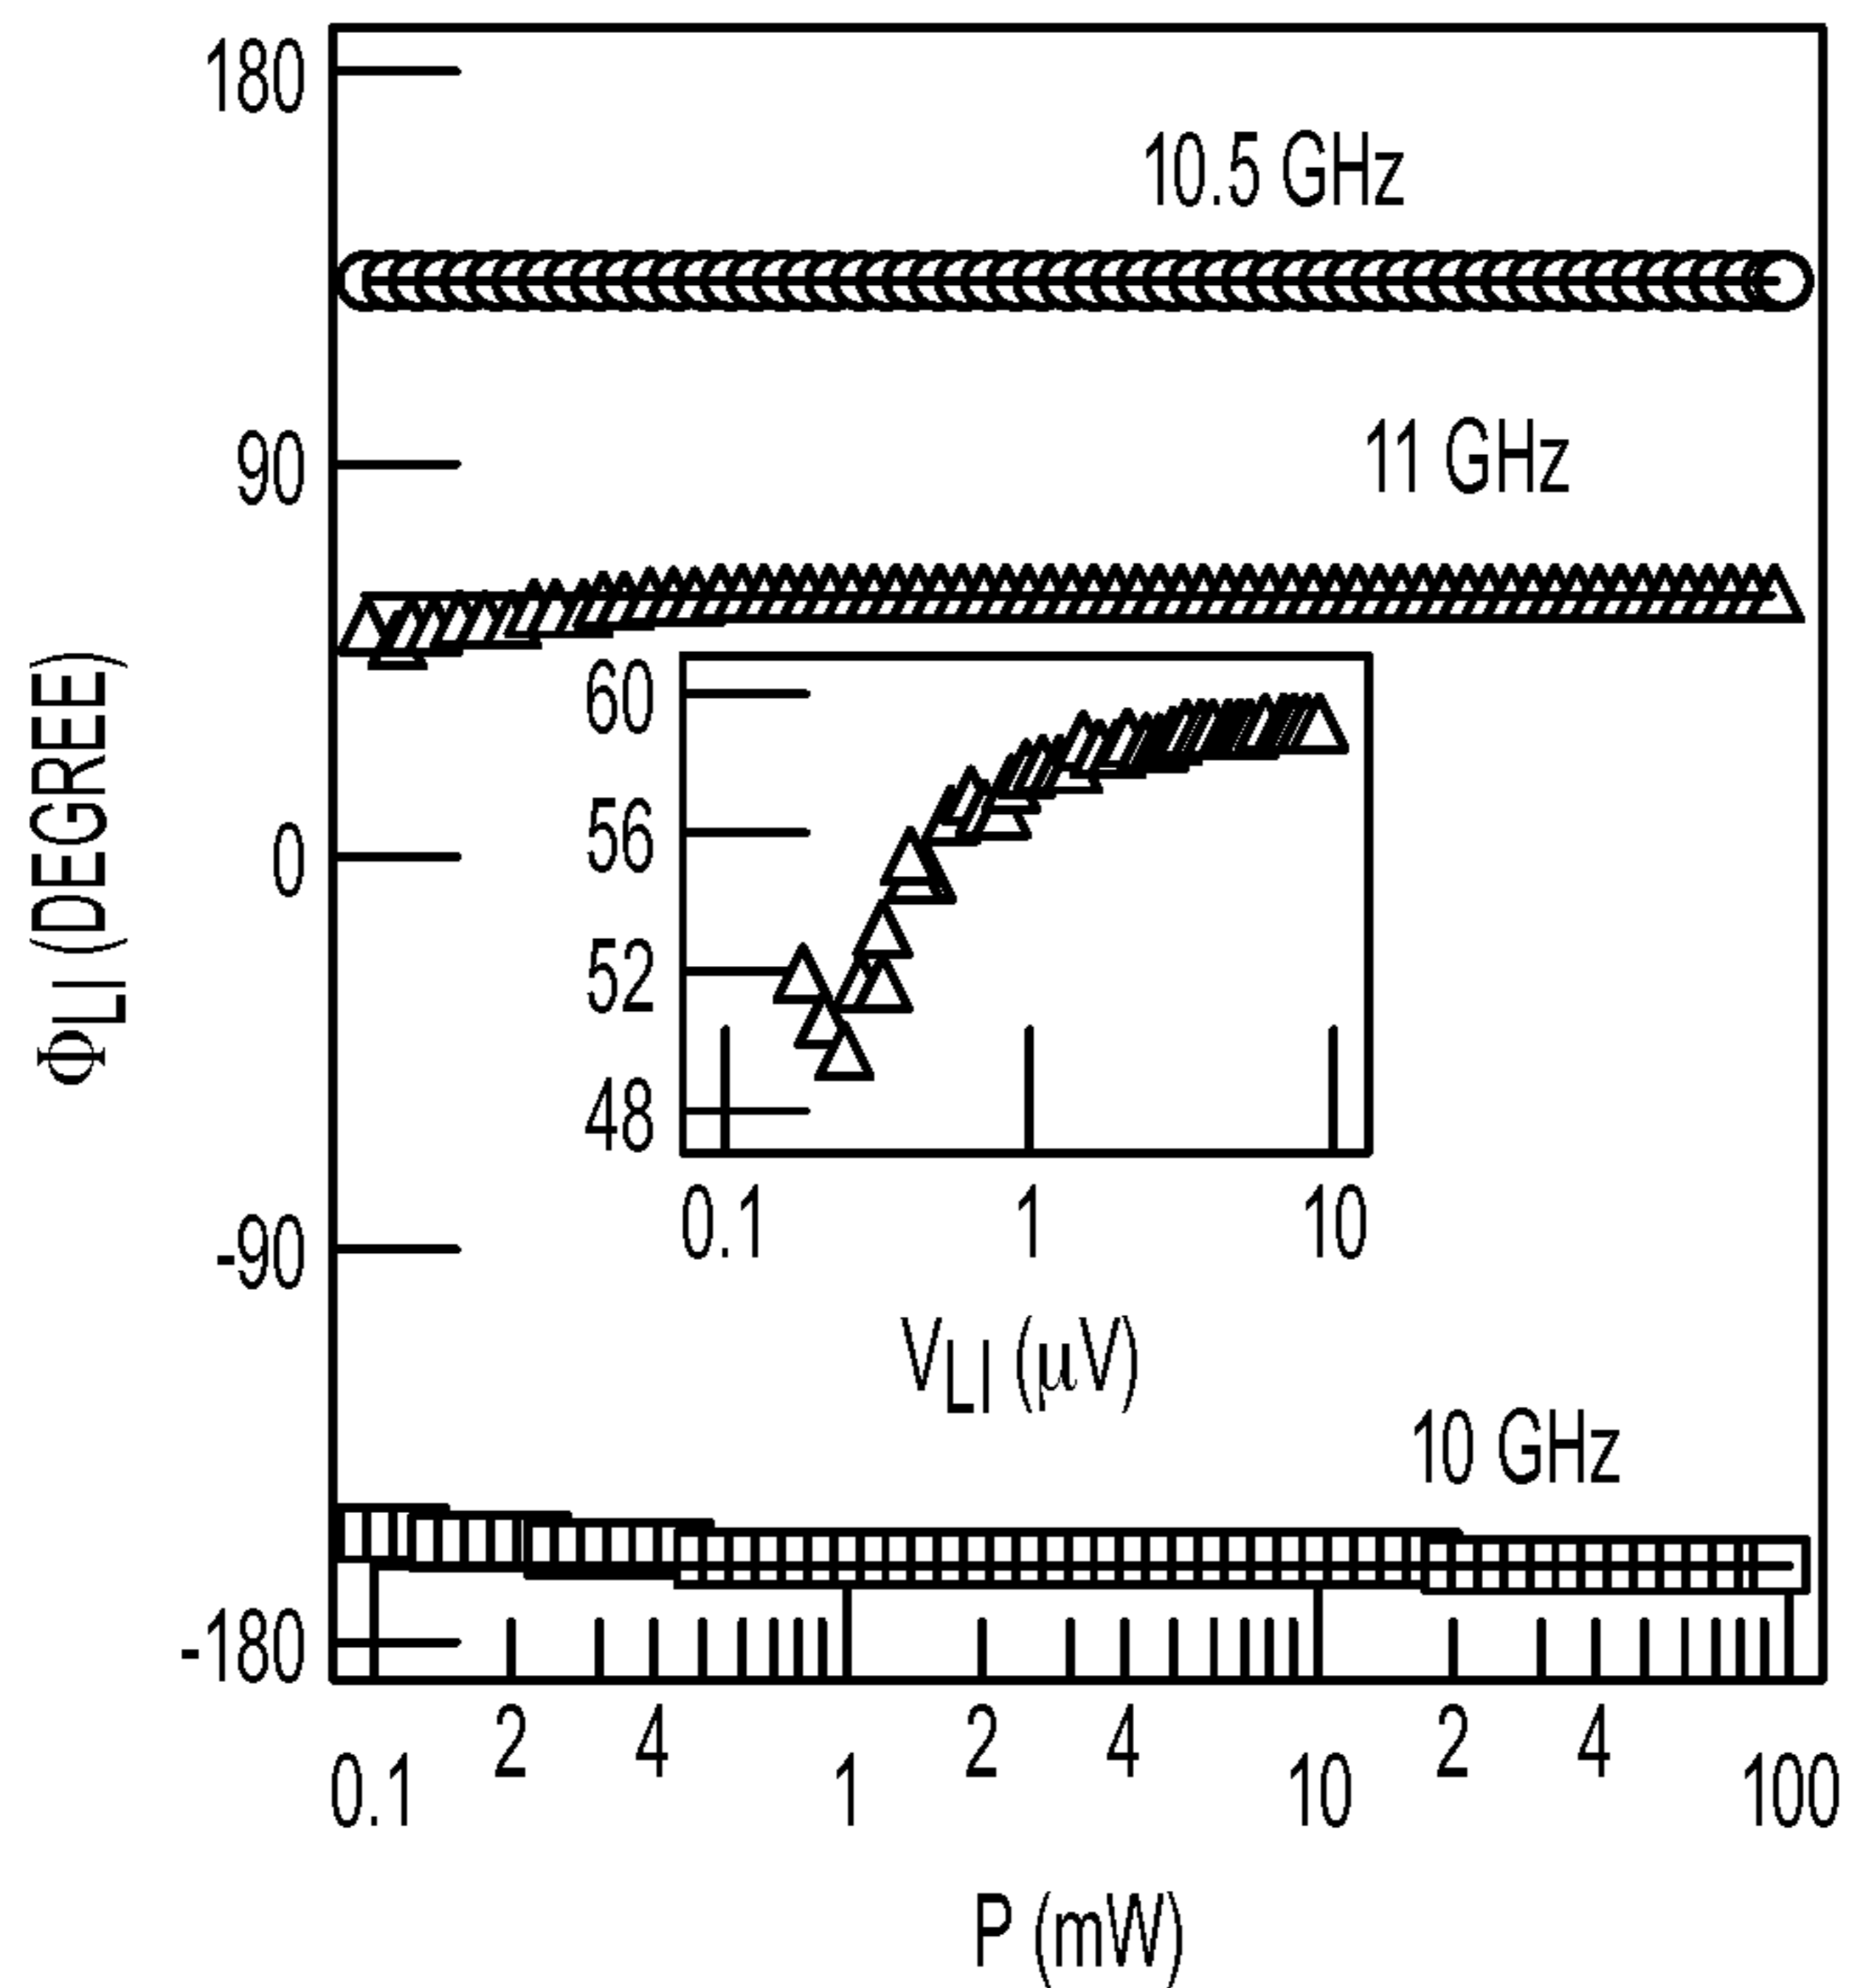 180
10.5 GHz
90
11 GHz
Φ_LI (DEGREE)
0
60
56
52
48
0.1 1 10
V_LI (μV)
-90
10 GHz
-180
2 4 2 4 2 4
0.1 1 10 100
P (mW)